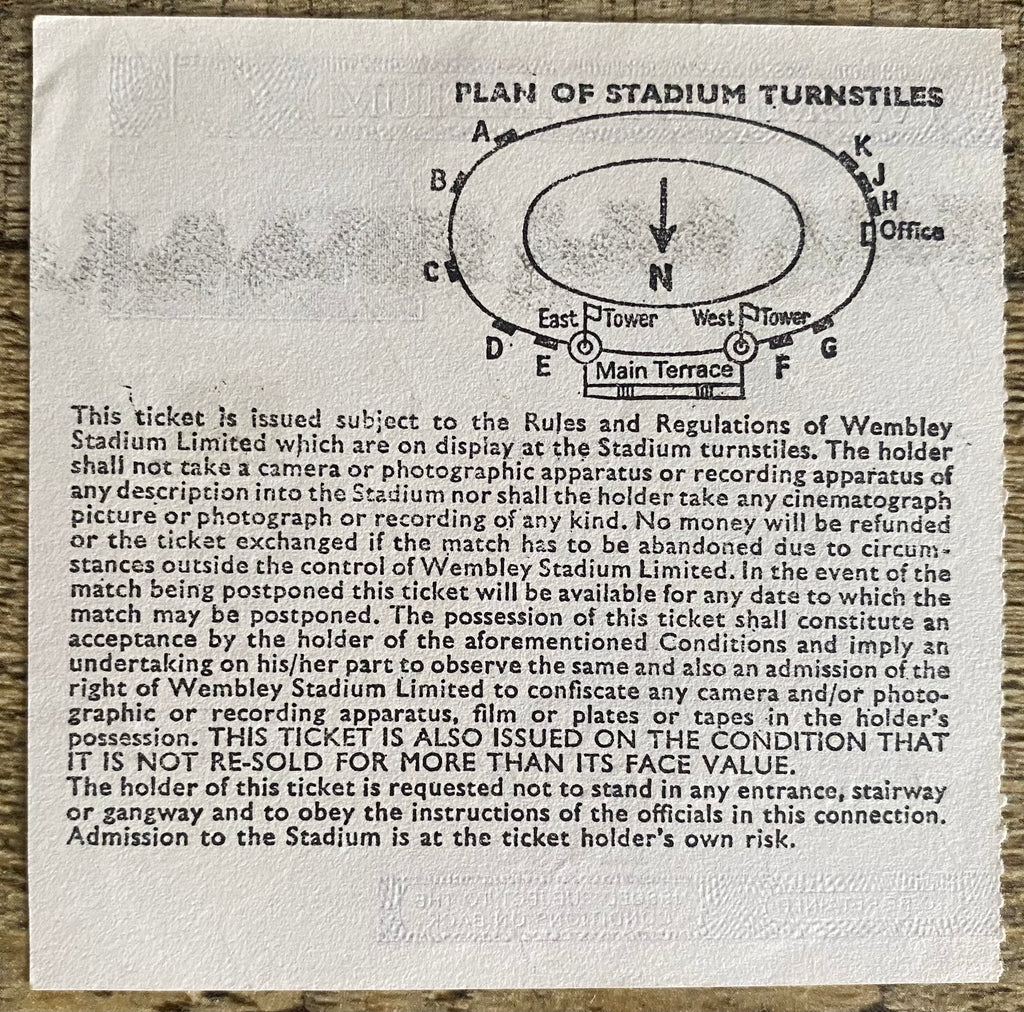 PLAN OF STADIUM TURNSTILES
A
K
B
J
H
Office
C
N
East Tower
West Tower
D
E
F
G
Main Terrace
This ticket is issued subject to the Rules and Regulations of Wembley
Stadium Limited which are on display at the Stadium turnstiles. The holder
shall not take a camera or photographic apparatus or recording apparatus of
any description into the Stadium nor shall the holder take any cinematograph
picture or photograph or recording of any kind. No money will be refunded
or the ticket exchanged if the match has to be abandoned due to circum-
stances outside the control of Wembley Stadium Limited. In the event of the
match being postponed this ticket will be available for any date to which the
match may be postponed. The possession of this ticket shall constitute an
acceptance by the holder of the aforementioned Conditions and imply an
undertaking on his/her part to observe the same and also an admission of the
right of Wembley Stadium Limited to confiscate any camera and/or photo-
graphic or recording apparatus, film or plates or tapes in the holder's
possession. THIS TICKET IS ALSO ISSUED ON THE CONDITION THAT
IT IS NOT RE-SOLD FOR MORE THAN ITS FACE VALUE.
The holder of this ticket is requested not to stand in any entrance, stairway
or gangway and to obey the instructions of the officials in this connection.
Admission to the Stadium is at the ticket holder's own risk.